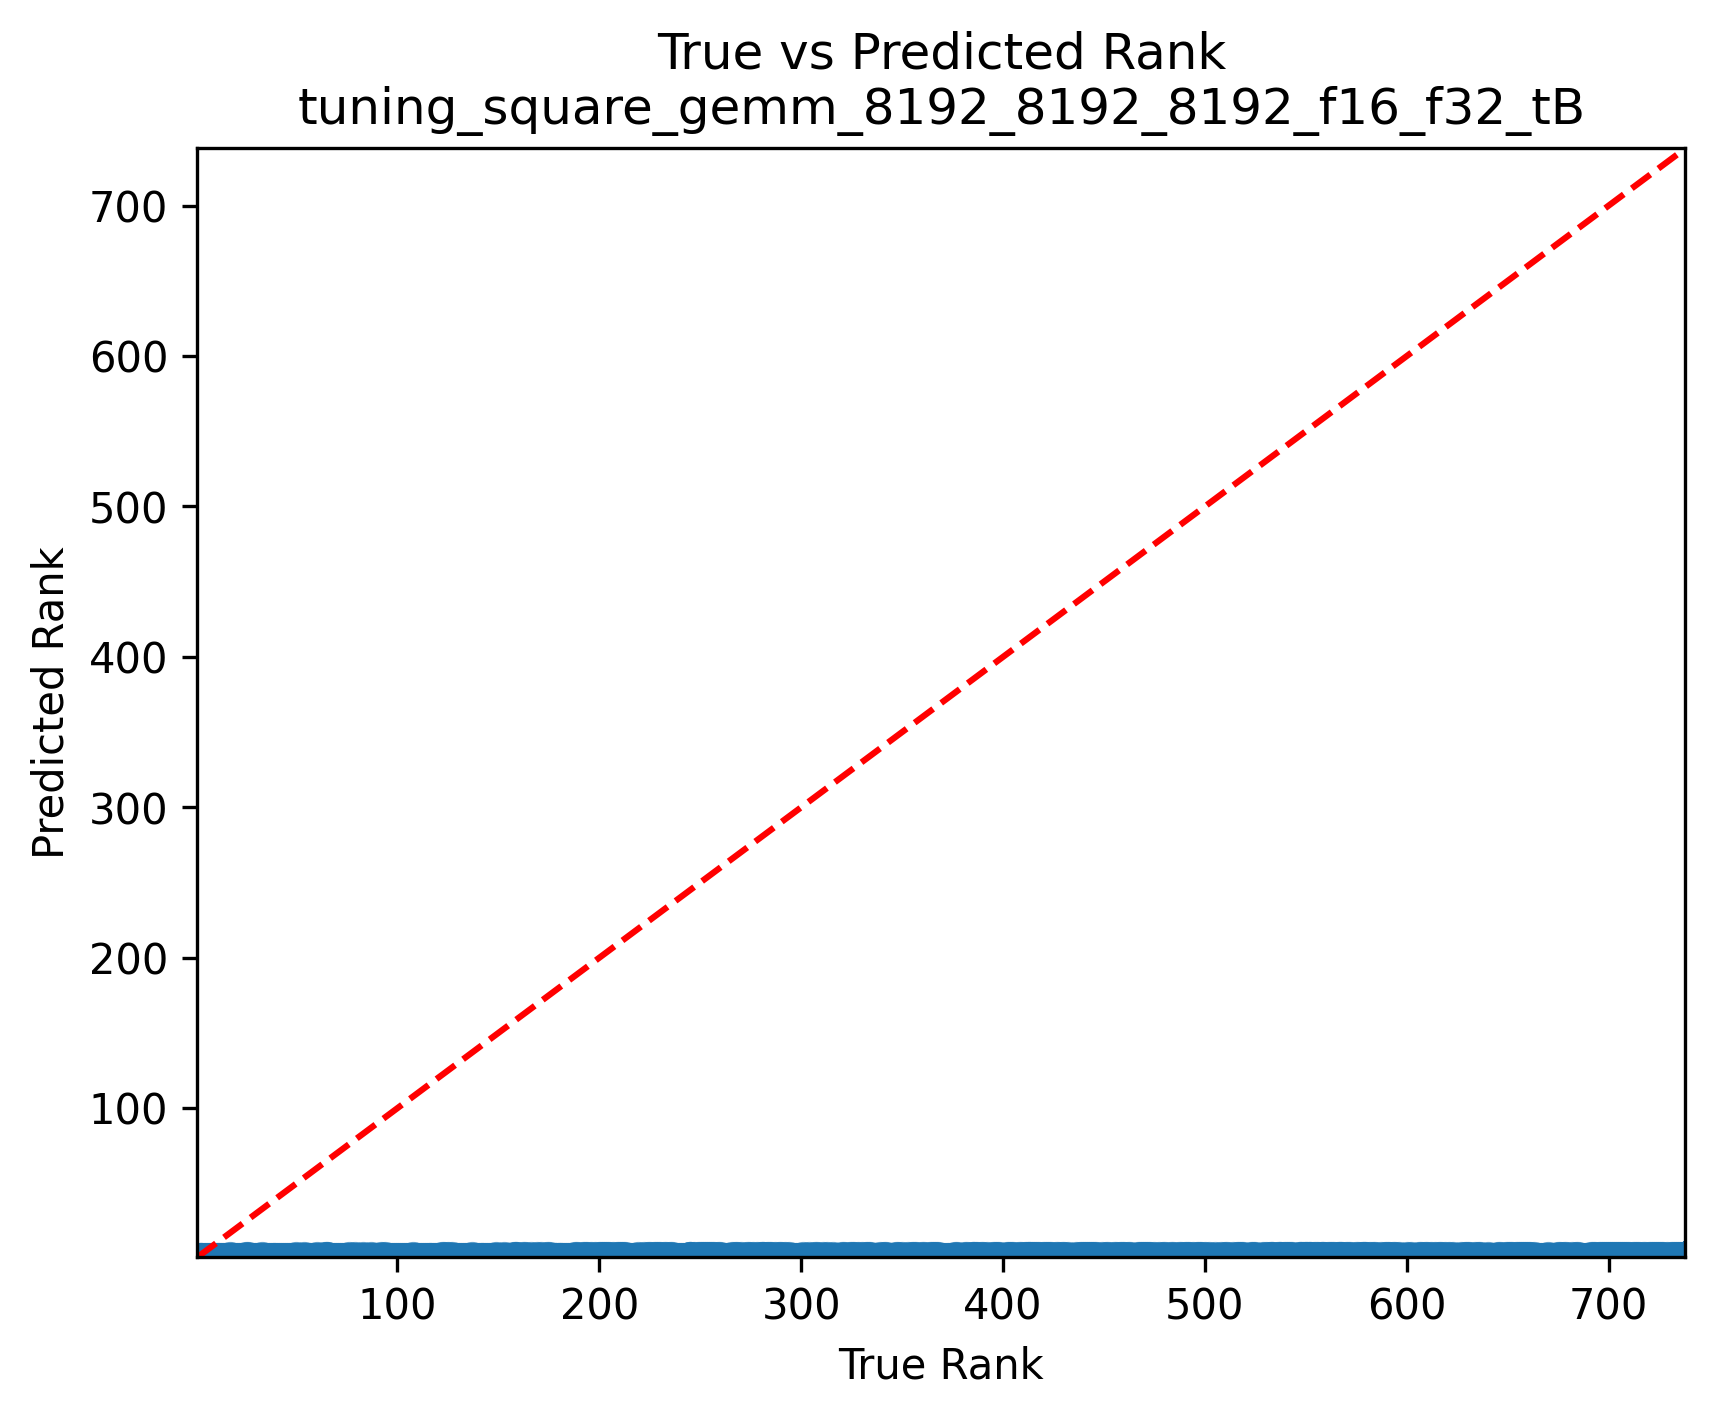 True vs Predicted Rank
tuning_square_gemm_8192_8192_8192_f16_f32_tB
700
600
500
400
300
200
100
Predicted Rank
100 200 300 400 500 600 700
True Rank